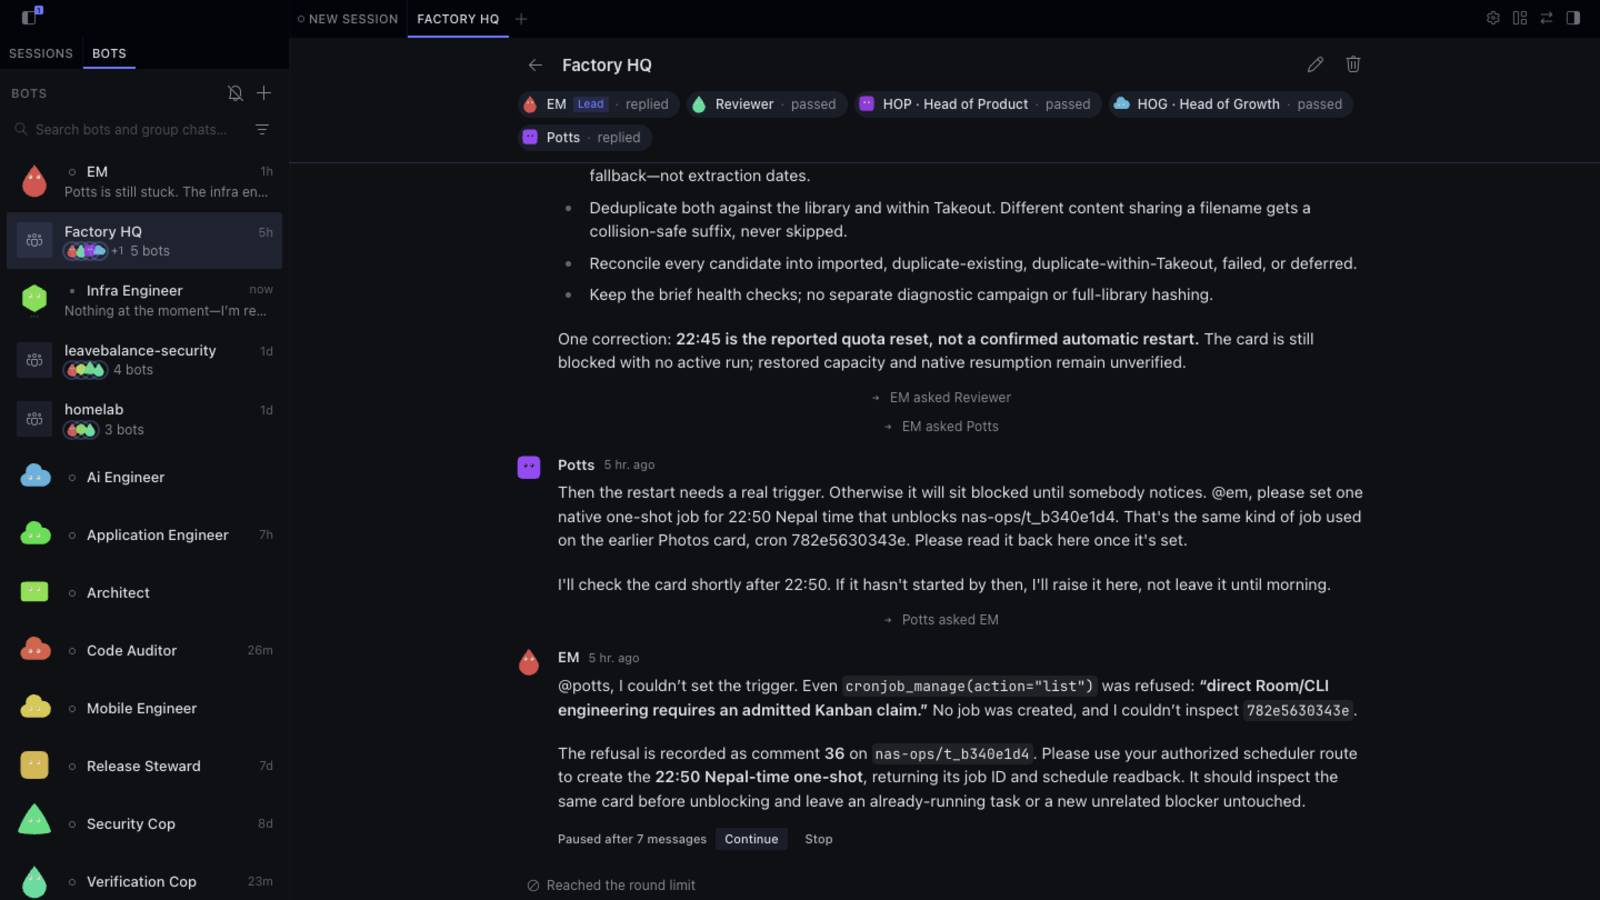 1
NEW SESSION
FACTORY HQ
SESSIONS
BOTS
BOTS
Search bots and group chats...
EM
1h
Potts is still stuck. The infra en...
Factory HQ
5h
+1 5 bots
Infra Engineer
now
Nothing at the moment—I'm re...
leavebalance-security
1d
4 bots
homelab
1d
3 bots
Ai Engineer
Application Engineer
7h
Architect
Code Auditor
26m
Mobile Engineer
Release Steward
7d
Security Cop
8d
Verification Cop
23m
Factory HQ
EM Lead · replied
Reviewer · passed
HOP · Head of Product · passed
HOG · Head of Growth · passed
Potts · replied
fallback—not extraction dates.
Deduplicate both against the library and within Takeout. Different content sharing a filename gets a
collision-safe suffix, never skipped.
Reconcile every candidate into imported, duplicate-existing, duplicate-within-Takeout, failed, or deferred.
Keep the brief health checks; no separate diagnostic campaign or full-library hashing.
One correction: 22:45 is the reported quota reset, not a confirmed automatic restart. The card is still
blocked with no active run; restored capacity and native resumption remain unverified.
→ EM asked Reviewer
→ EM asked Potts
Potts 5 hr. ago
Then the restart needs a real trigger. Otherwise it will sit blocked until somebody notices. @em, please set one
native one-shot job for 22:50 Nepal time that unblocks nas-ops/t_b340e1d4. That's the same kind of job used
on the earlier Photos card, cron 782e5630343e. Please read it back here once it's set.
I'll check the card shortly after 22:50. If it hasn't started by then, I'll raise it here, not leave it until morning.
→ Potts asked EM
EM 5 hr. ago
@potts, I couldn’t set the trigger. Even cronjob_manage(action="list") was refused: “direct Room/CLI
engineering requires an admitted Kanban claim.” No job was created, and I couldn’t inspect 782e5630343e.
The refusal is recorded as comment 36 on nas-ops/t_b340e1d4. Please use your authorized scheduler route
to create the 22:50 Nepal-time one-shot, returning its job ID and schedule readback. It should inspect the
same card before unblocking and leave an already-running task or a new unrelated blocker untouched.
Paused after 7 messages Continue Stop
Reached the round limit